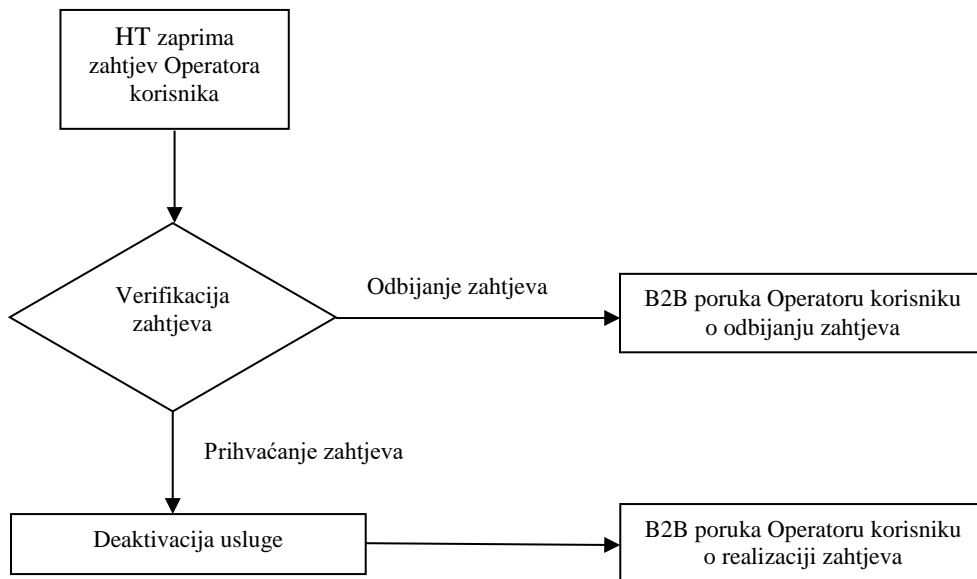 HT zaprima
zahtjev Operatora
korisnika
Verifikacija
zahtjeva
Odbijanje zahtjeva
B2B poruka Operatoru korisniku
o odbijanju zahtjeva
Prihvaćanje zahtjeva
Deaktivacija usluge
B2B poruka Operatoru korisniku
o realizaciji zahtjeva